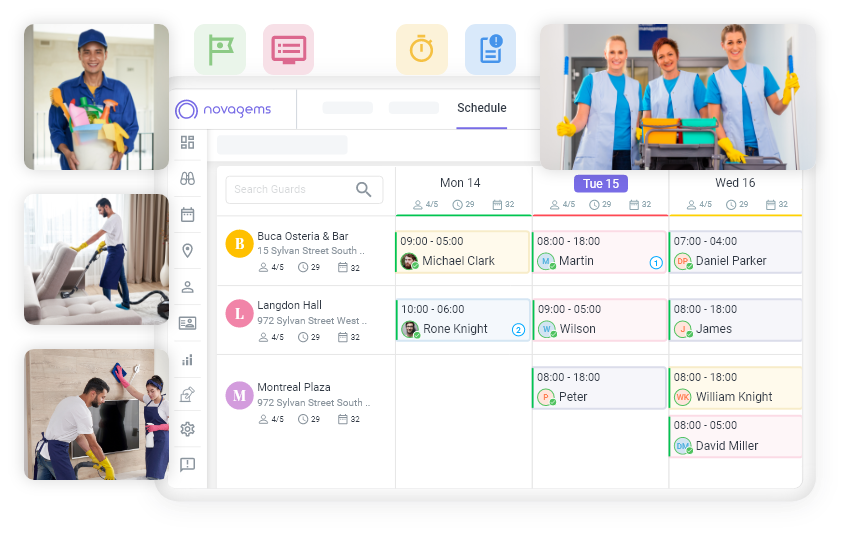 management
novagems
Schedule
Search Guards
Mon 14
4/5 29 32
Tue 15
4/5 29 32
Wed 16
4/5 29 32
B
Buca Osteria & Bar
15 Sylvan Street South ..
4/5 29 32
09:00 - 05:00
Michael Clark
08:00 - 18:00
M Martin 1
07:00 - 04:00
DP Daniel Parker
L
Langdon Hall
972 Sylvan Street West ..
4/5 29 32
10:00 - 06:00
Rone Knight 2
09:00 - 05:00
W Wilson
08:00 - 18:00
J James
M
Montreal Plaza
972 Sylvan Street South ..
4/5 29 32
08:00 - 18:00
P Peter
08:00 - 18:00
WK William Knight
08:00 - 05:00
DM David Miller